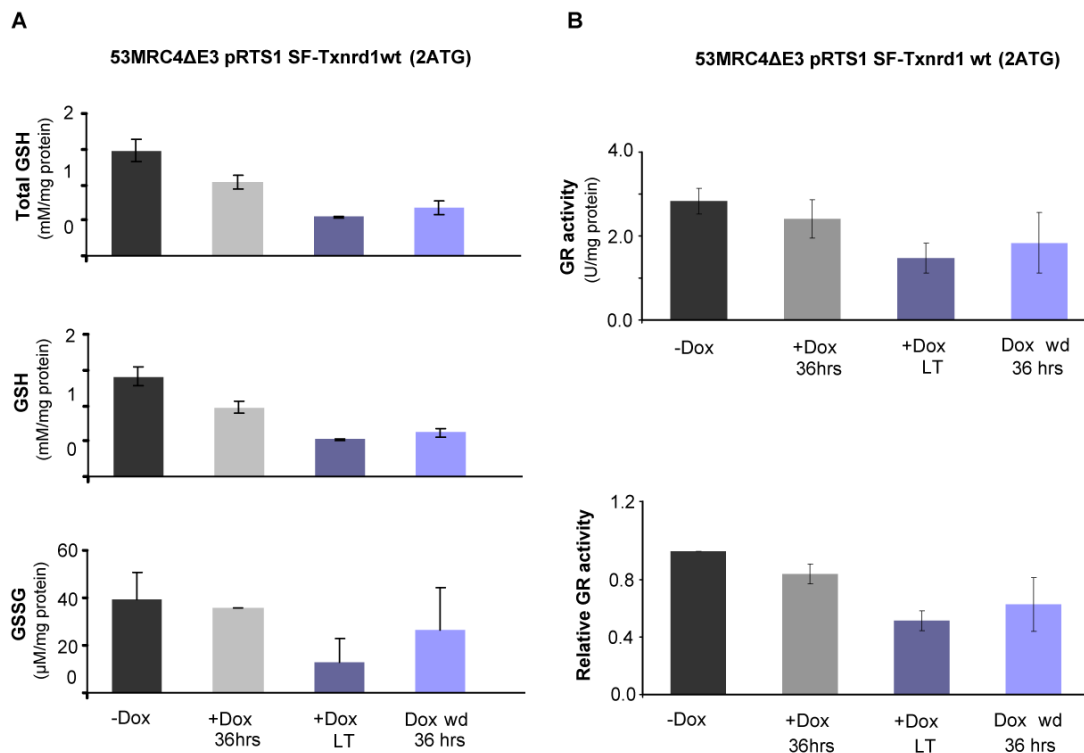 A
53MRC4ΔE3 pRTS1 SF-Txnrd1wt (2ATG)
Total GSH
(mM/mg protein)
2
1
0
GSH
(mM/mg protein)
2
1
0
GSSG
(µM/mg protein)
60
40
20
0
-Dox
+Dox
36hrs
+Dox
LT
Dox wd
36 hrs
B
53MRC4ΔE3 pRTS1 SF-Txnrd1 wt (2ATG)
GR activity
(U/mg protein)
4.0
2.0
0.0
-Dox
+Dox
36hrs
+Dox
LT
Dox wd
36 hrs
Relative GR activity
1.2
0.8
0.4
0.0
-Dox
+Dox
36hrs
+Dox
LT
Dox wd
36 hrs